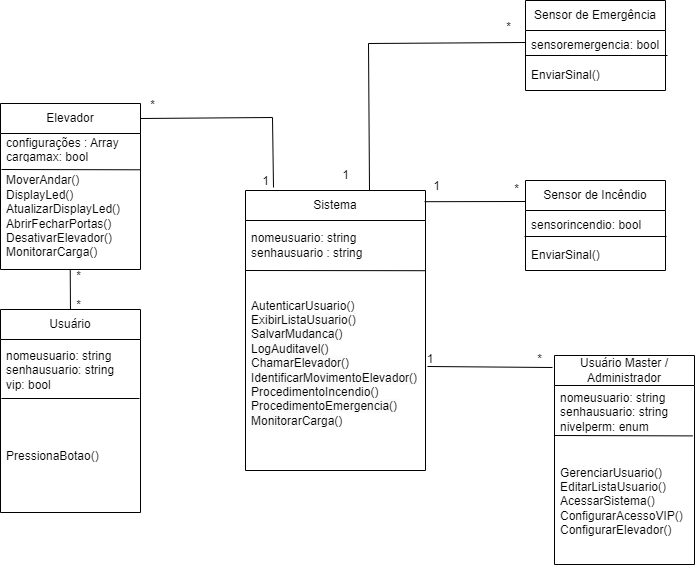 Sensor de Emergência
sensoremergencia: bool
EnviarSinal()
*
1
Elevador
configurações : Array
cargamax: bool
MoverAndar()
DisplayLed()
AtualizarDisplayLed()
AbrirFecharPortas()
DesativarElevador()
MonitorarCarga()
*
1
*
*
Usuário
nomeusuario: string
senhausuario: string
vip: bool
PressionaBotao()
Sistema
nomeusuario: string
senhausuario : string
AutenticarUsuario()
ExibirListaUsuario()
SalvarMudanca()
LogAuditavel()
ChamarElevador()
IdentificarMovimentoElevador()
ProcedimentoIncendio()
ProcedimentoEmergencia()
MonitorarCarga()
1
*
Sensor de Incêndio
sensorincendio: bool
EnviarSinal()
1
*
Usuário Master /
Administrador
nomeusuario: string
senhausuario: string
nivelperm: enum
GerenciarUsuario()
EditarListaUsuario()
AcessarSistema()
ConfigurarAcessoVIP()
ConfigurarElevador()